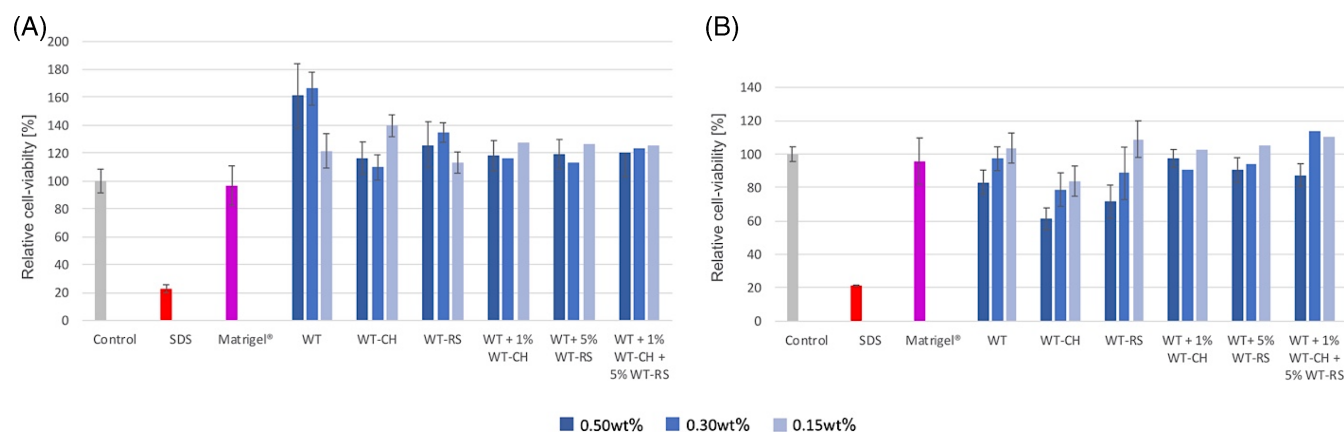 (A)
200
180
160
140
120
100
80
60
40
20
0
Relative cell-viability [%]
Control
SDS
Matrigel®
WT
WT-CH
WT-RS
WT + 1%
WT-CH
WT+ 5%
WT-RS
WT + 1%
WT-CH +
5% WT-RS
(B)
140
120
100
80
60
40
20
0
Relative cell-viability [%]
Control
SDS
Matrigel®
WT
WT-CH
WT-RS
WT + 1%
WT-CH
WT+ 5%
WT-RS
WT + 1%
WT-CH +
5% WT-RS
0.50wt%
0.30wt%
0.15wt%